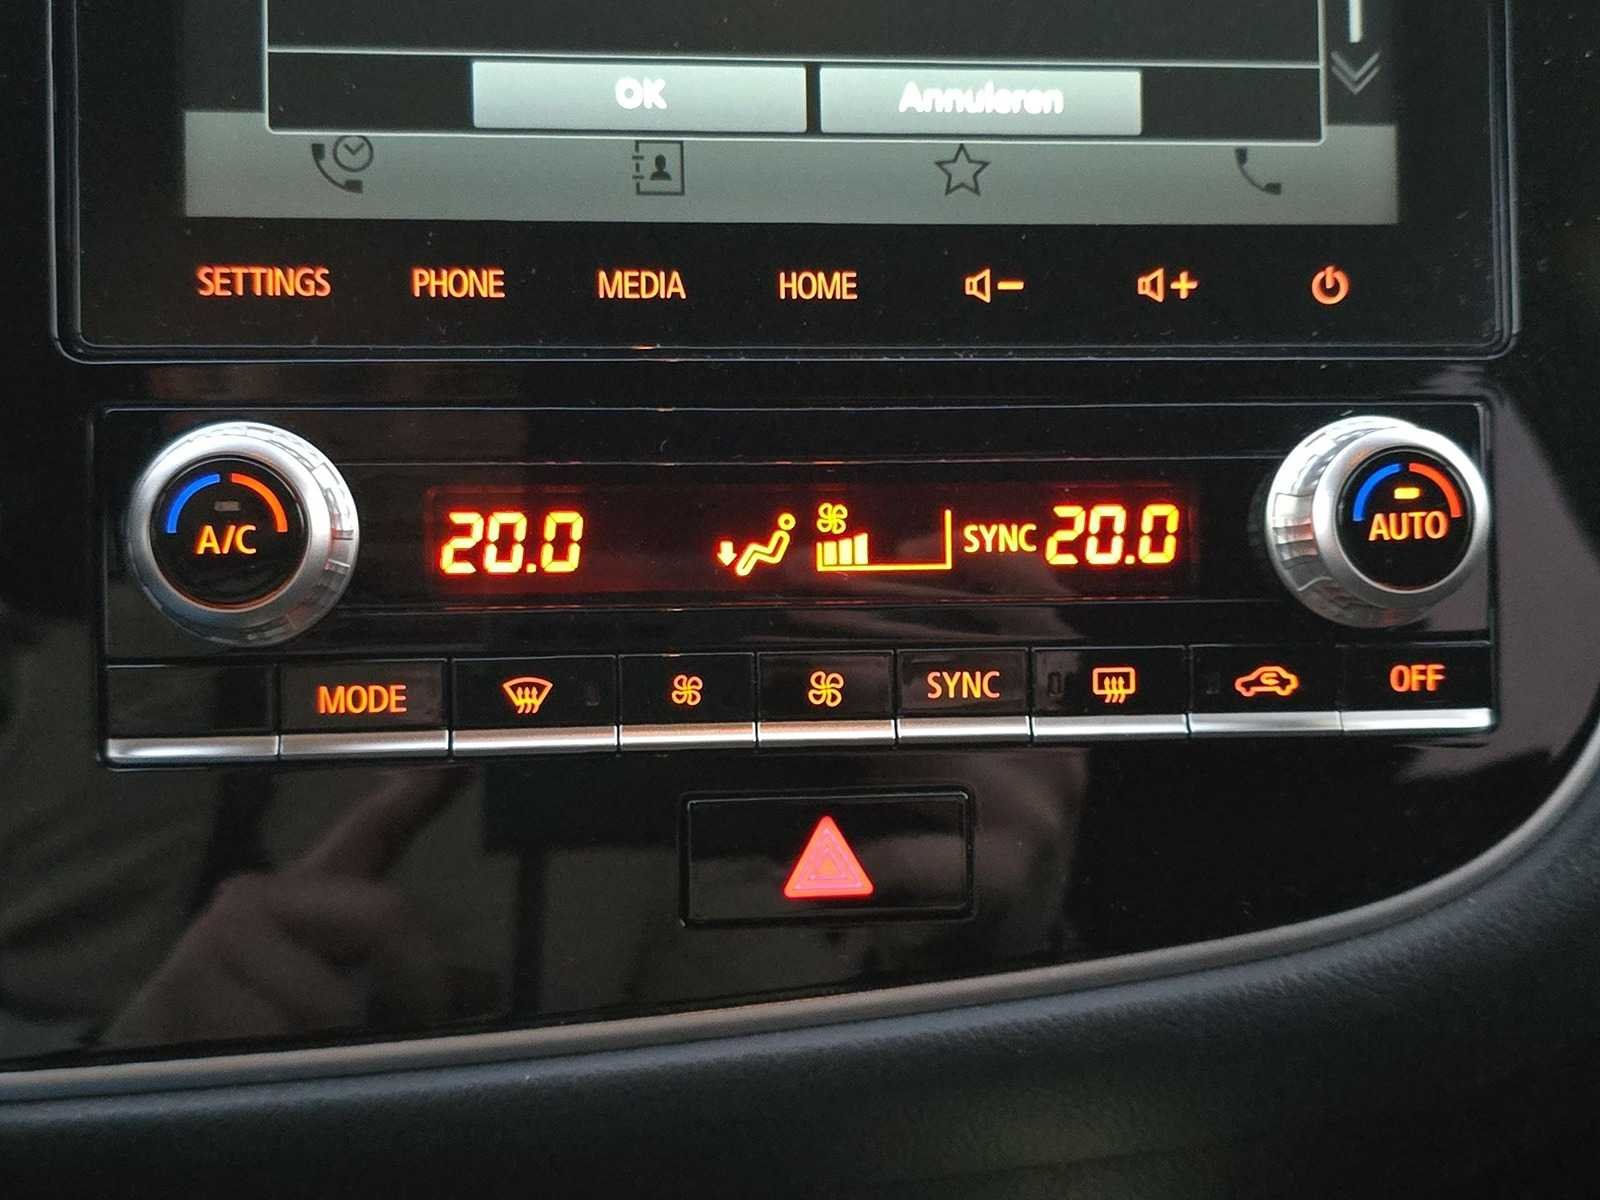 OK Annuleren
SETTINGS PHONE MEDIA HOME
A/C 20.0 SYNC 20.0 AUTO
MODE SYNC OFF